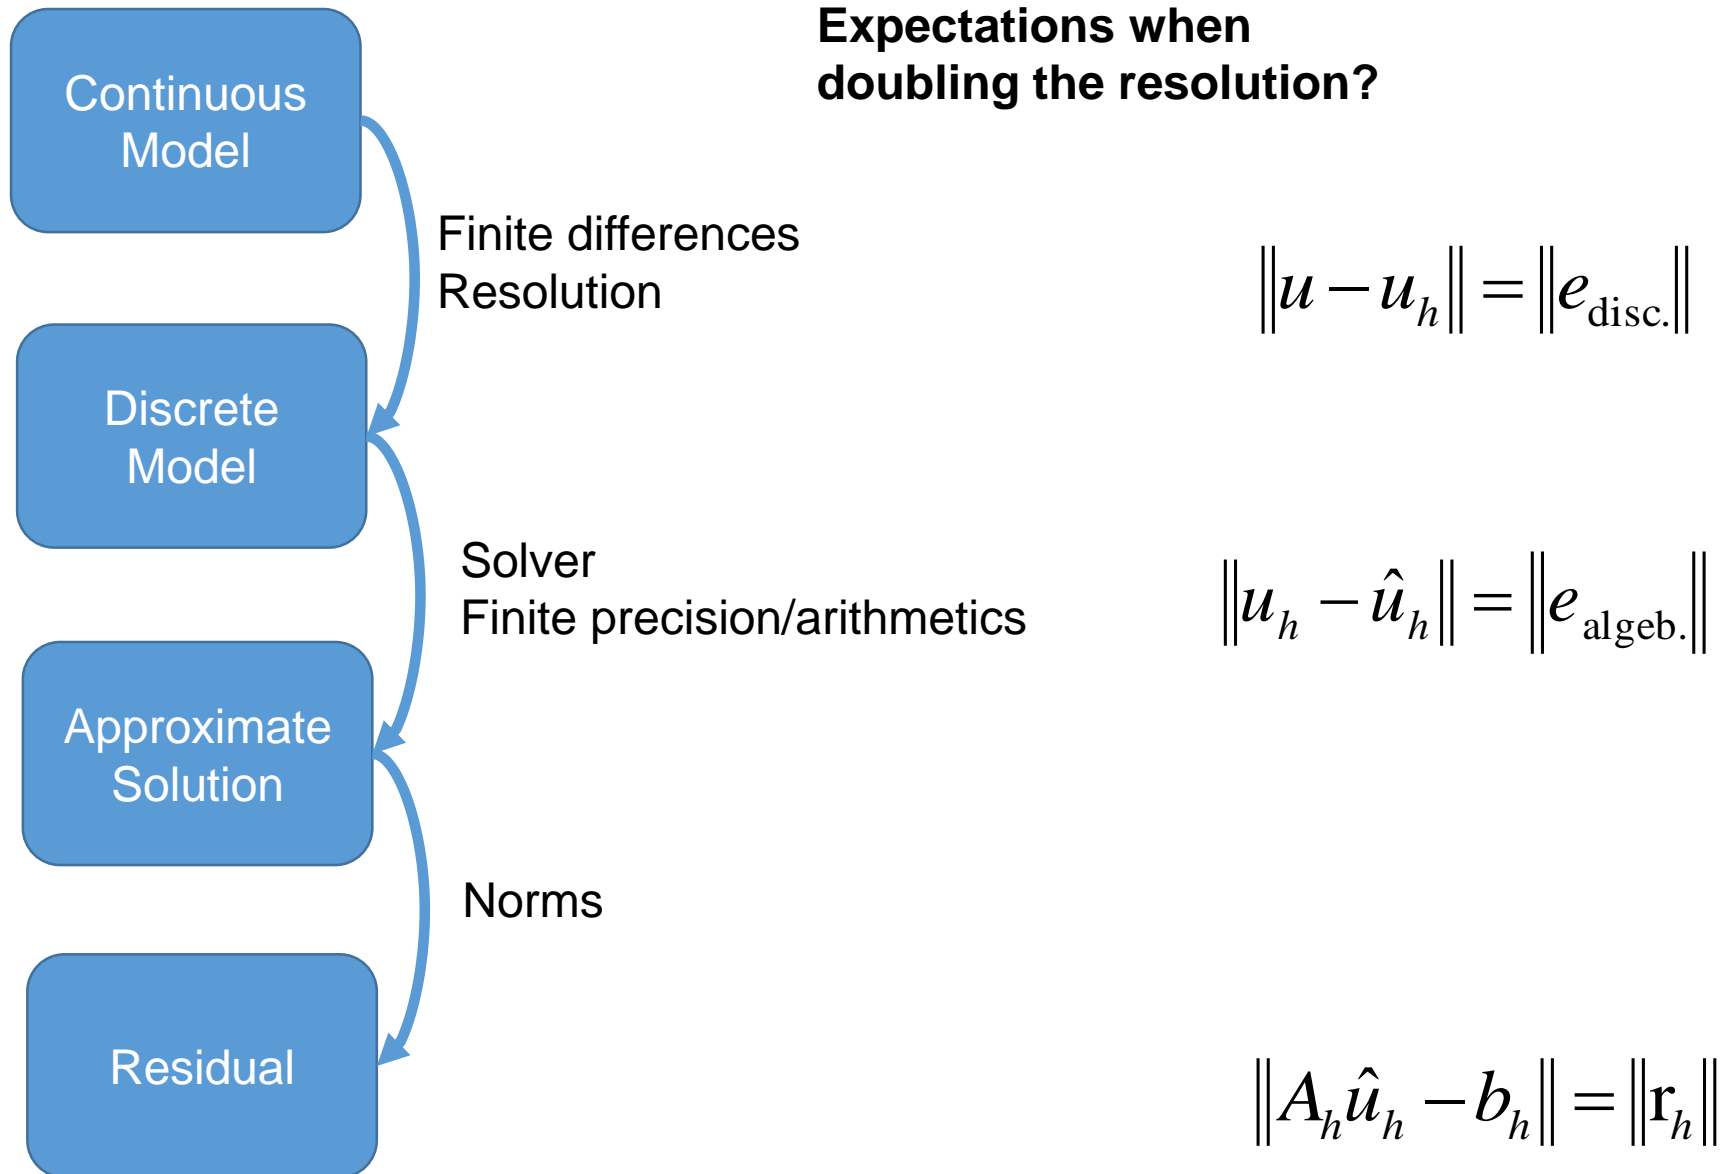 Expectations when
doubling the resolution?
Continuous
Model
Finite differences
Resolution
‖u − u_h‖ = ‖e_disc.‖
Discrete
Model
Solver
Finite precision/arithmetics
‖u_h − û_h‖ = ‖e_algeb.‖
Approximate
Solution
Norms
Residual
‖A_h û_h − b_h‖ = ‖r_h‖